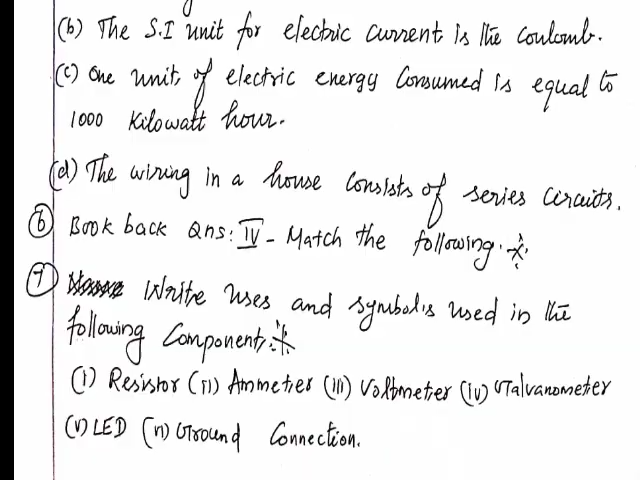 (b) The S.I unit for electric current is the coulomb.
(c) One unit of electric energy consumed is equal to
1000 Kilowatt hour.
(d) The wiring in a house consists of series circuits.
6 Book back Qns: IV - Match the following.
7 Write uses and symbols used in the
following Component.
(i) Resistor (ii) Ammeter (iii) Voltmeter (iv) Galvanometer
(v) LED (vi) Ground Connection.